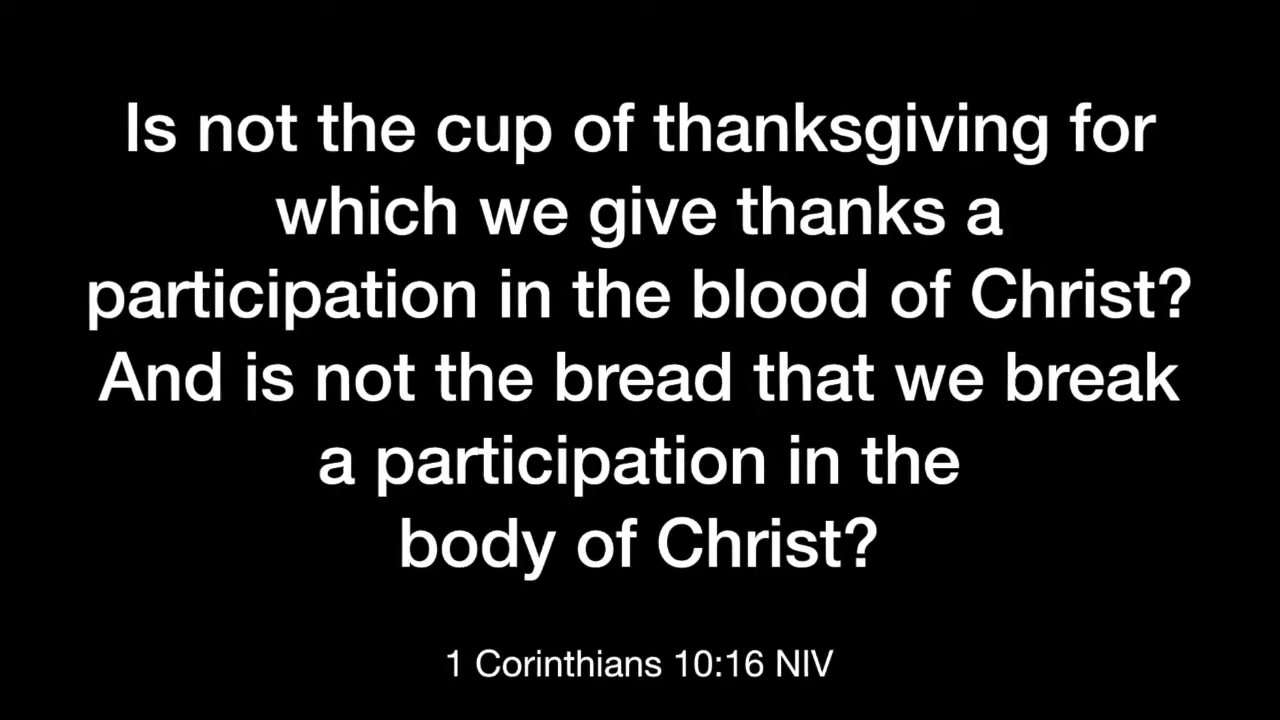 Is not the cup of thanksgiving for
which we give thanks a
participation in the blood of Christ?
And is not the bread that we break
a participation in the
body of Christ?
1 Corinthians 10:16 NIV